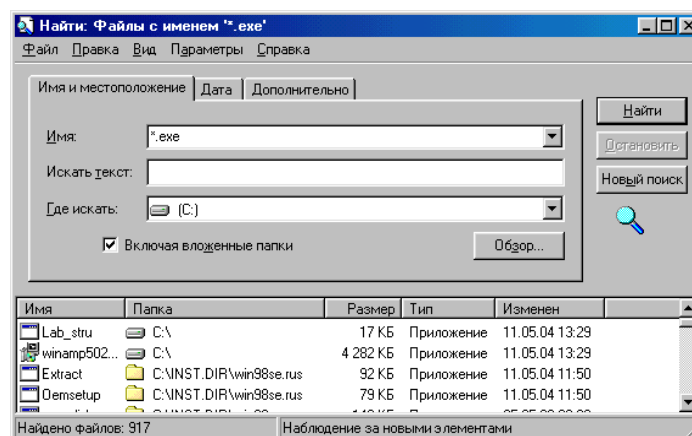 Найти: Файлы с именем '*.exe'
Файл Правка Вид Параметры Справка
Имя и местоположение Дата Дополнительно
Найти
Имя: *.exe
Остановить
Искать текст:
Новый поиск
Где искать: (C:)
Включая вложенные папки Обзор...
Имя Папка Размер Тип Изменен
Lab_stru C:\ 17 КБ Приложение 11.05.04 13:29
winamp502... C:\ 4 282 КБ Приложение 11.05.04 13:29
Extract C:\INST.DIR\win98se.rus 92 КБ Приложение 11.05.04 11:50
Oemsetup C:\INST.DIR\win98se.rus 79 КБ Приложение 11.05.04 11:50
Найдено файлов: 917 Наблюдение за новыми элементами